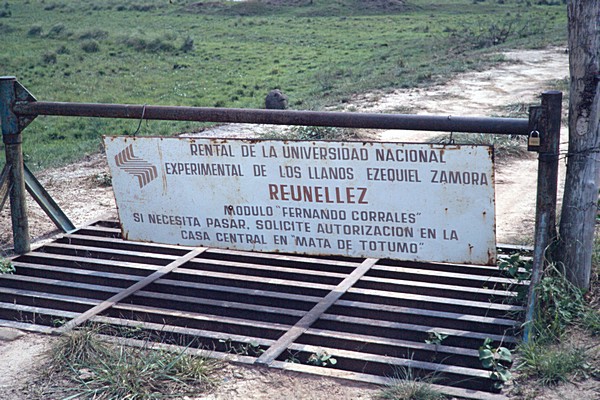 RENTAL DE LA UNIVERSIDAD NACIONAL
EXPERIMENTAL DE LOS LLANOS EZEQUIEL ZAMORA
REUNELLEZ
MODULO "FERNANDO CORRALES"
SI NECESITA PASAR, SOLICITE AUTORIZACION EN LA
CASA CENTRAL EN "MATA DE TOTUMO"